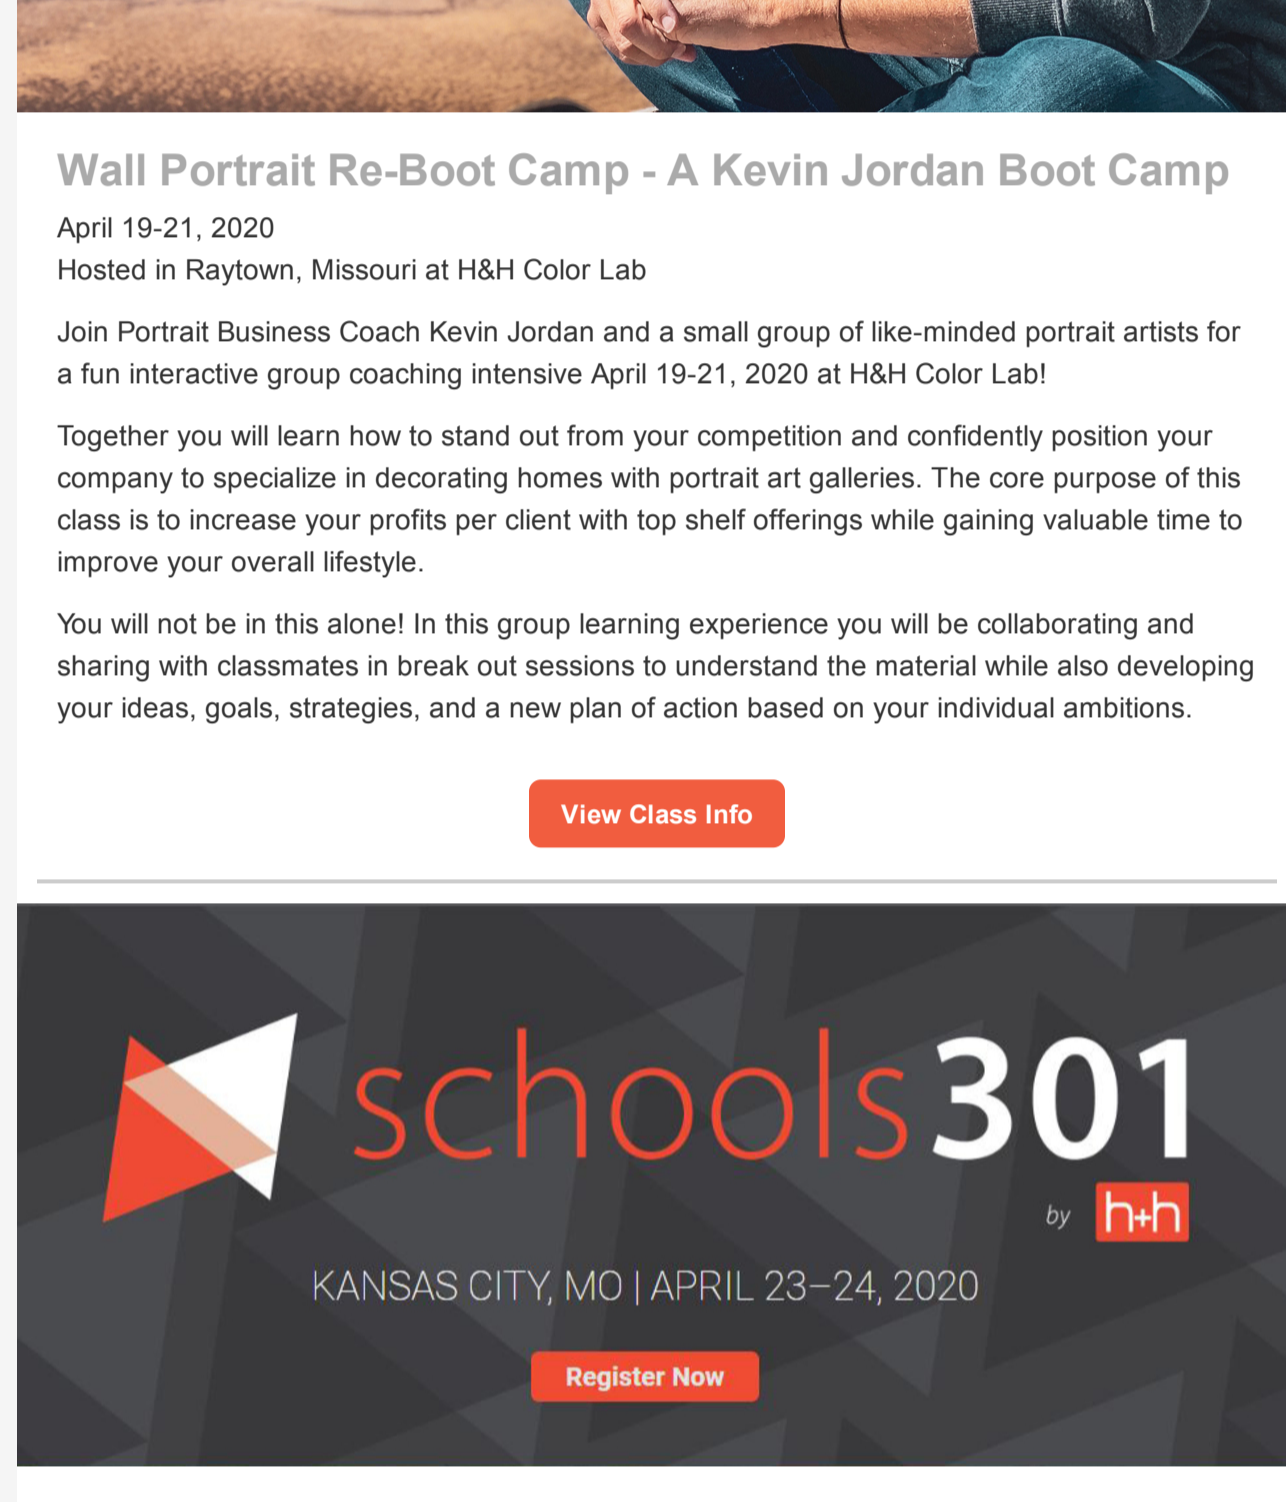 Wall Portrait Re-Boot Camp - A Kevin Jordan Boot Camp
April 19-21, 2020
Hosted in Raytown, Missouri at H&H Color Lab
Join Portrait Business Coach Kevin Jordan and a small group of like-minded portrait artists for
a fun interactive group coaching intensive April 19-21, 2020 at H&H Color Lab!
Together you will learn how to stand out from your competition and confidently position your
company to specialize in decorating homes with portrait art galleries. The core purpose of this
class is to increase your profits per client with top shelf offerings while gaining valuable time to
improve your overall lifestyle.
You will not be in this alone! In this group learning experience you will be collaborating and
sharing with classmates in break out sessions to understand the material while also developing
your ideas, goals, strategies, and a new plan of action based on your individual ambitions.
View Class Info
schools301
by h+h
KANSAS CITY, MO | APRIL 23–24, 2020
Register Now